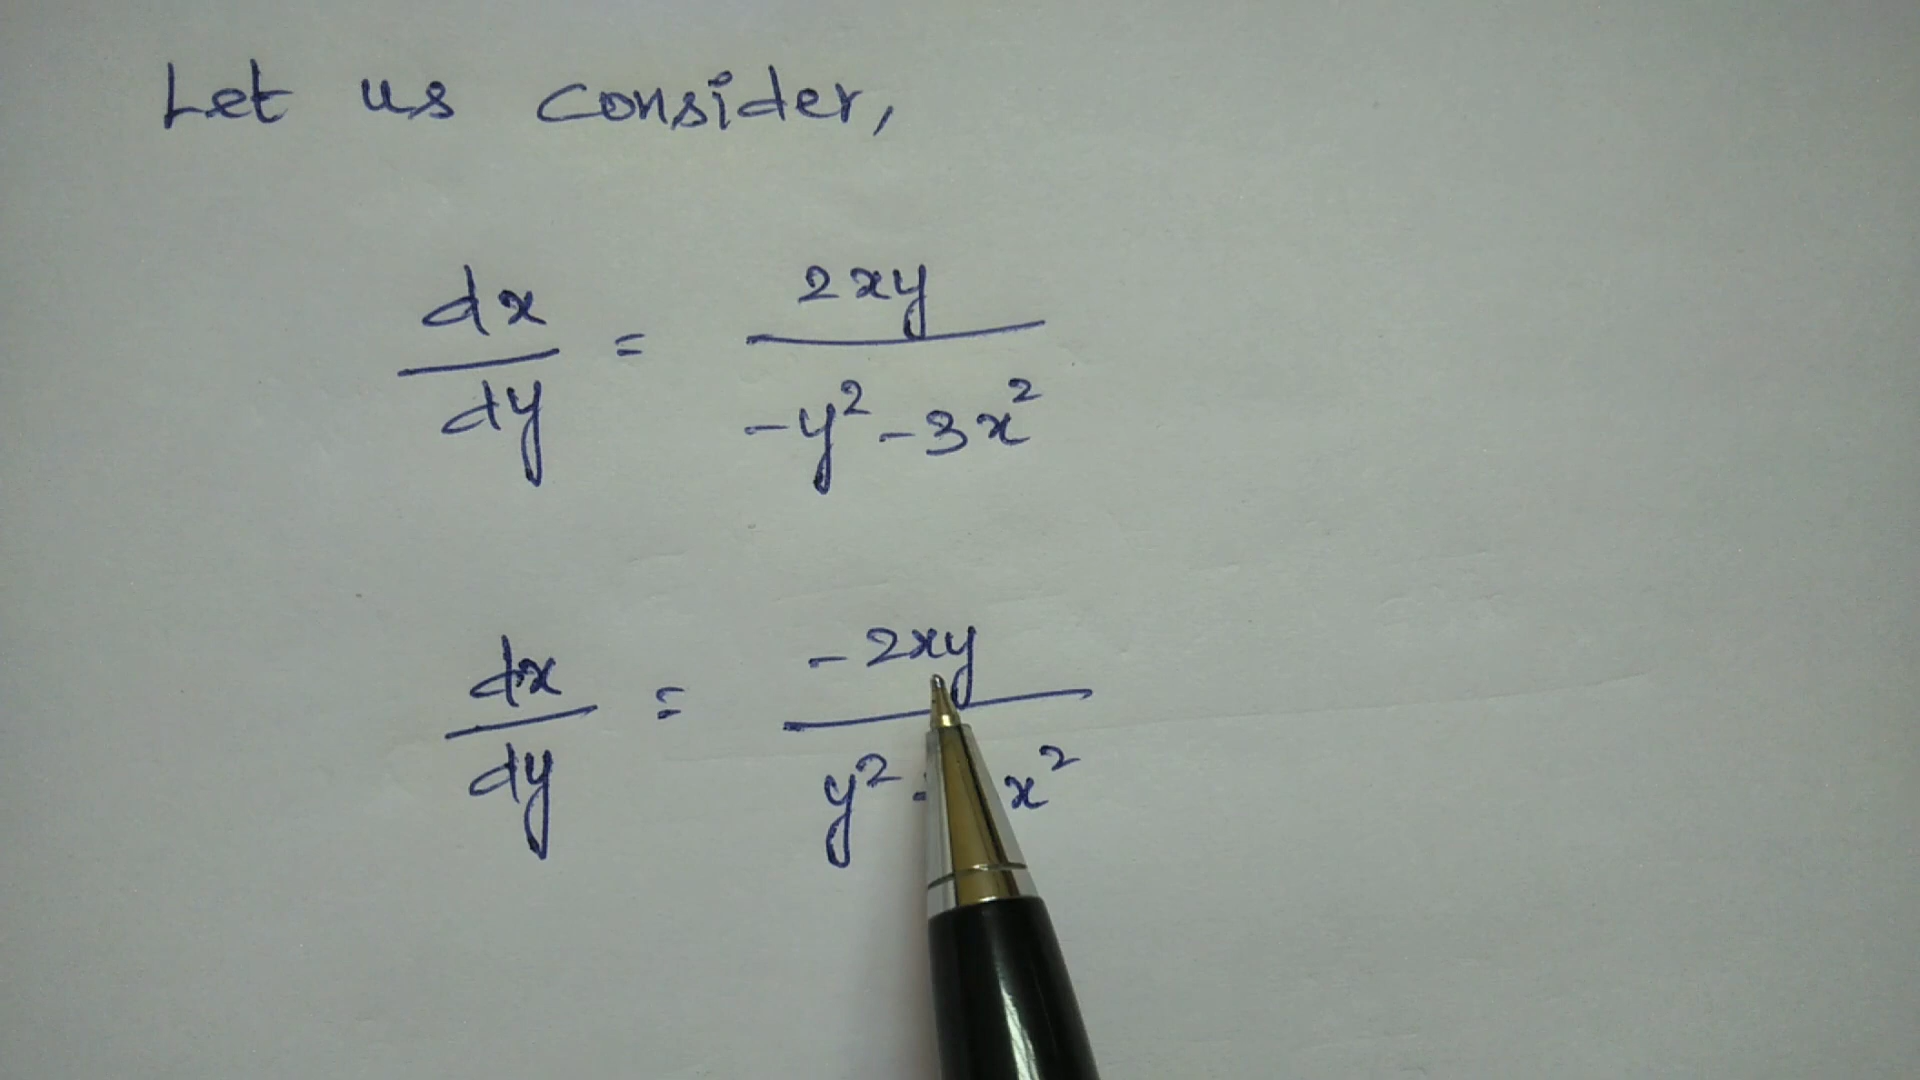 Let us consider,
dx/dy = 2xy/(-y² - 3x²)
dx/dy = -2xy/(y² - x²)